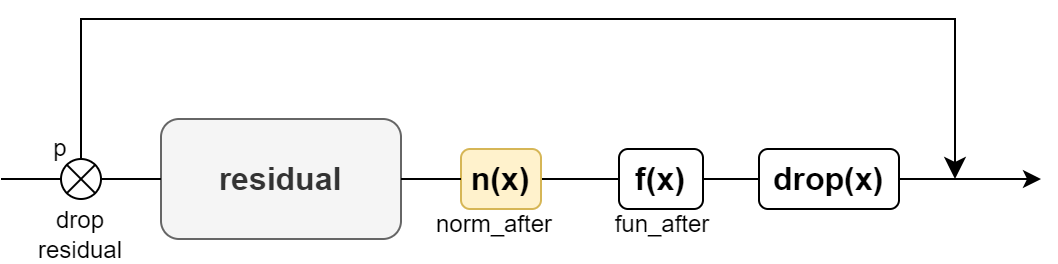 p
drop
residual
residual
n(x)
norm_after
f(x)
fun_after
drop(x)